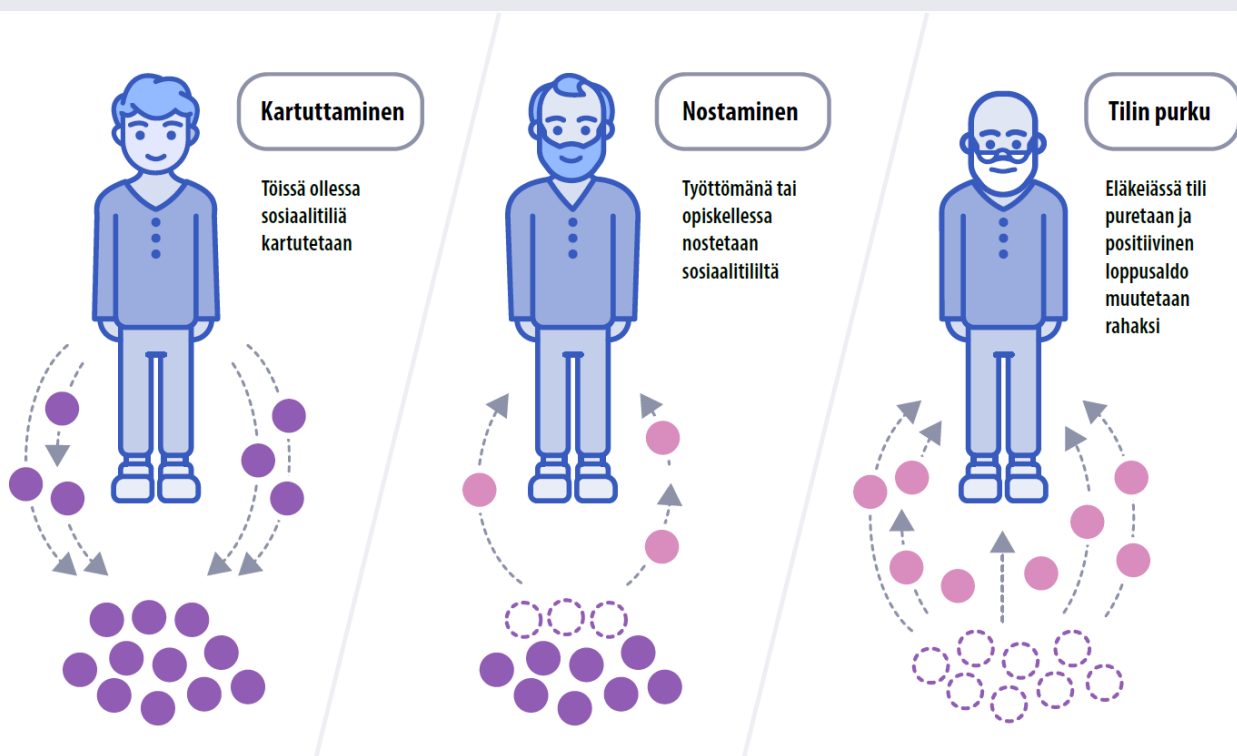 Kartuttaminen
Töissä ollessa
sosiaalitiliä
kartutetaan
Nostaminen
Työttömänä tai
opiskellessa
nostetaan
sosiaalitililtä
Tilin purku
Eläkeiässä tili
puretaan ja
positiivinen
loppusaldo
muutetaan
rahaksi